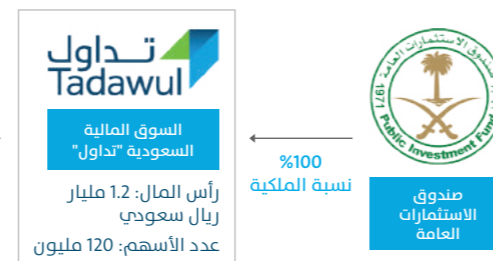 صندوق الاستثمارات العامة
1971
Public Investment Fund
صندوق
الاستثمارات
العامة
%100
نسبة الملكية
تداول
Tadawul
السوق المالية
السعودية "تداول"
رأس المال: 1.2 مليار
ريال سعودي
عدد الأسهم: 120 مليون